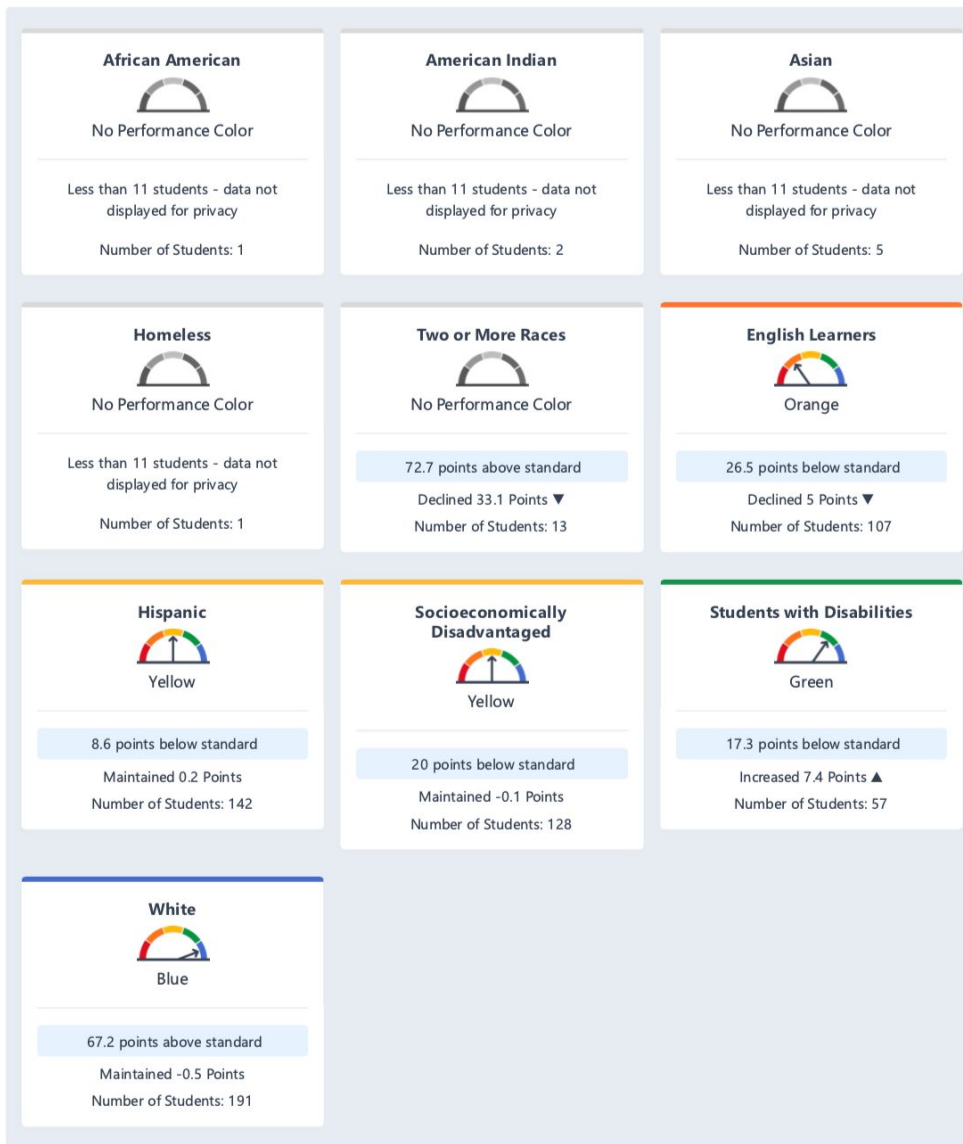 African American
No Performance Color
Less than 11 students - data not
displayed for privacy
Number of Students: 1
American Indian
No Performance Color
Less than 11 students - data not
displayed for privacy
Number of Students: 2
Asian
No Performance Color
Less than 11 students - data not
displayed for privacy
Number of Students: 5
Homeless
No Performance Color
Less than 11 students - data not
displayed for privacy
Number of Students: 1
Two or More Races
No Performance Color
72.7 points above standard
Declined 33.1 Points ▼
Number of Students: 13
English Learners
Orange
26.5 points below standard
Declined 5 Points ▼
Number of Students: 107
Hispanic
Yellow
8.6 points below standard
Maintained 0.2 Points
Number of Students: 142
Socioeconomically
Disadvantaged
Yellow
20 points below standard
Maintained -0.1 Points
Number of Students: 128
Students with Disabilities
Green
17.3 points below standard
Increased 7.4 Points ▲
Number of Students: 57
White
Blue
67.2 points above standard
Maintained -0.5 Points
Number of Students: 191